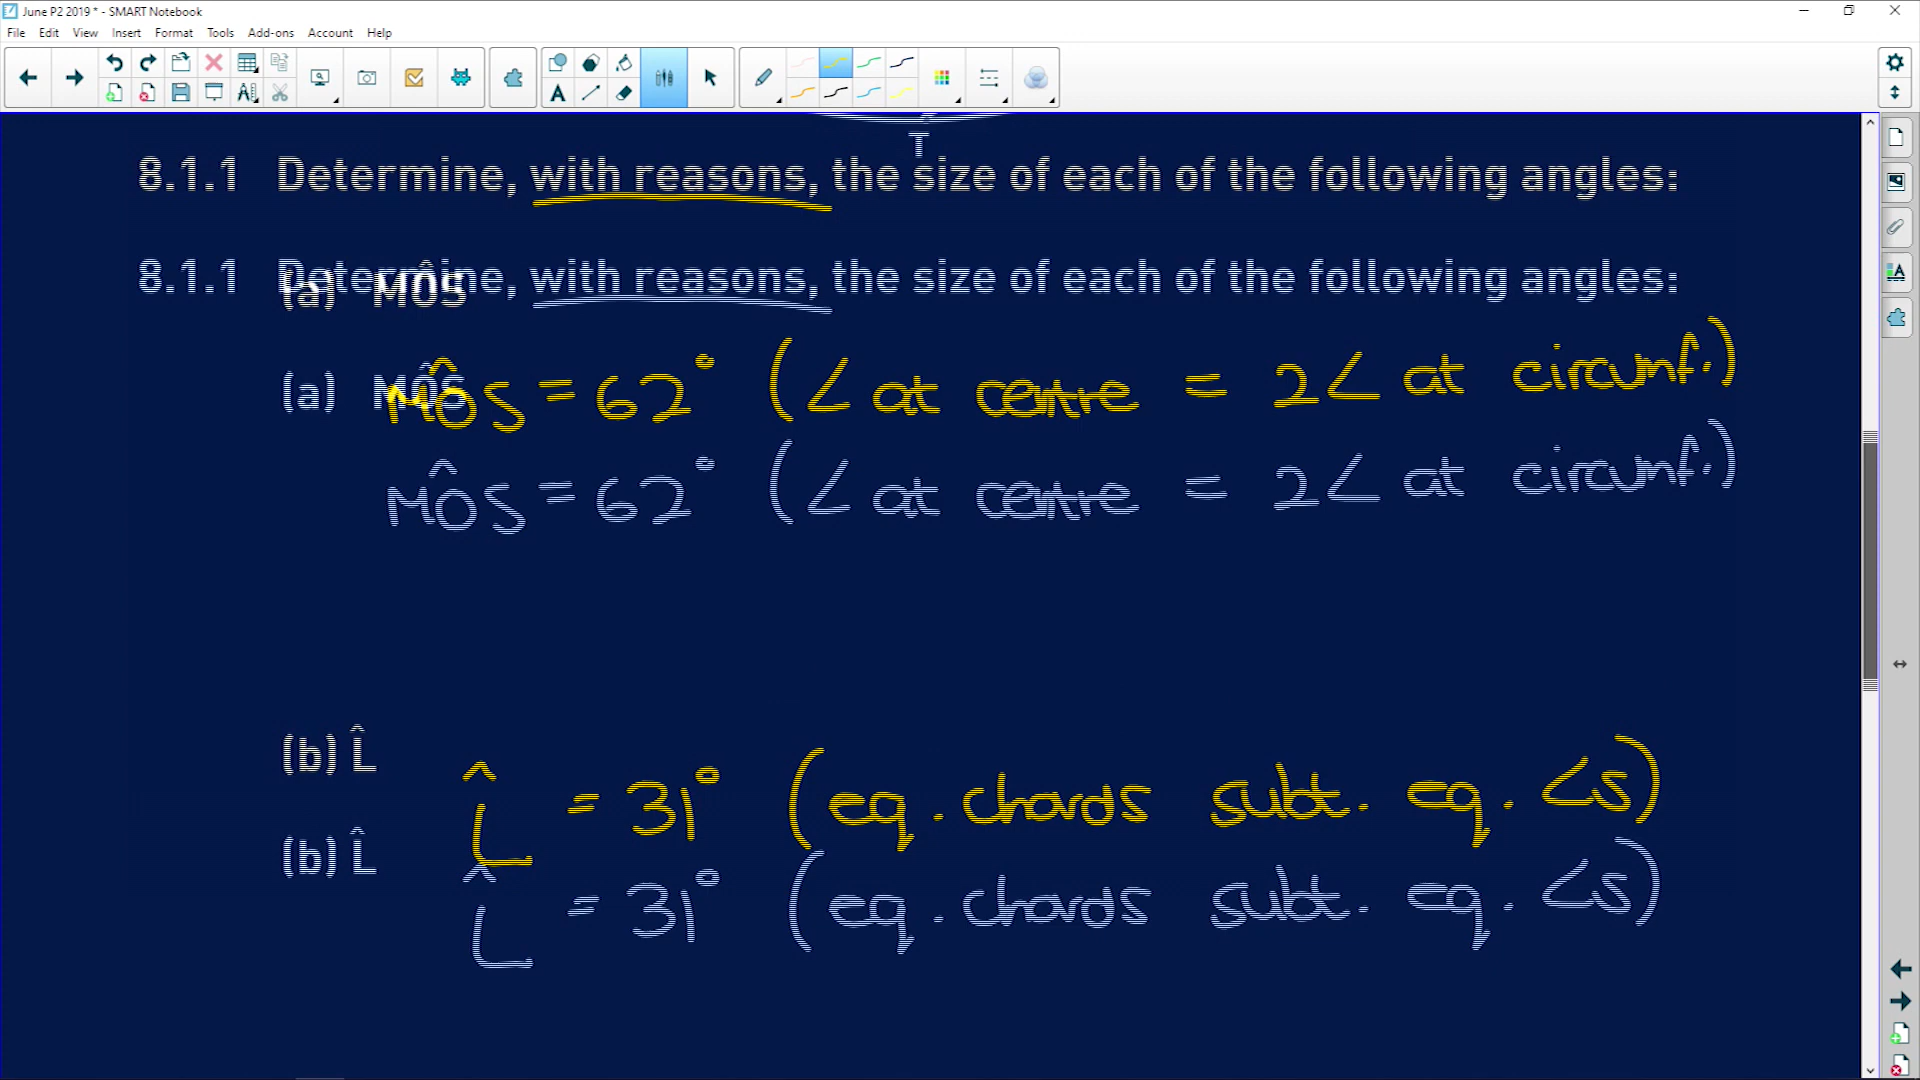 June P2 2019 * - SMART Notebook
File Edit View Insert Format Tools Add-ons Account Help
T
8.1.1 Determine, with reasons, the size of each of the following angles:
8.1.1 Determine, with reasons, the size of each of the following angles:
(a) MÔS
MÔS = 62° (∠ at centre = 2∠ at circumf.)
(a) MÔS
MÔS = 62° (∠ at centre = 2∠ at circumf.)
(b) L̂
L̂ = 31° (eq. chords subt. eq. ∠s)
(b) L̂
L̂ = 31° (eq. chords subt. eq. ∠s)